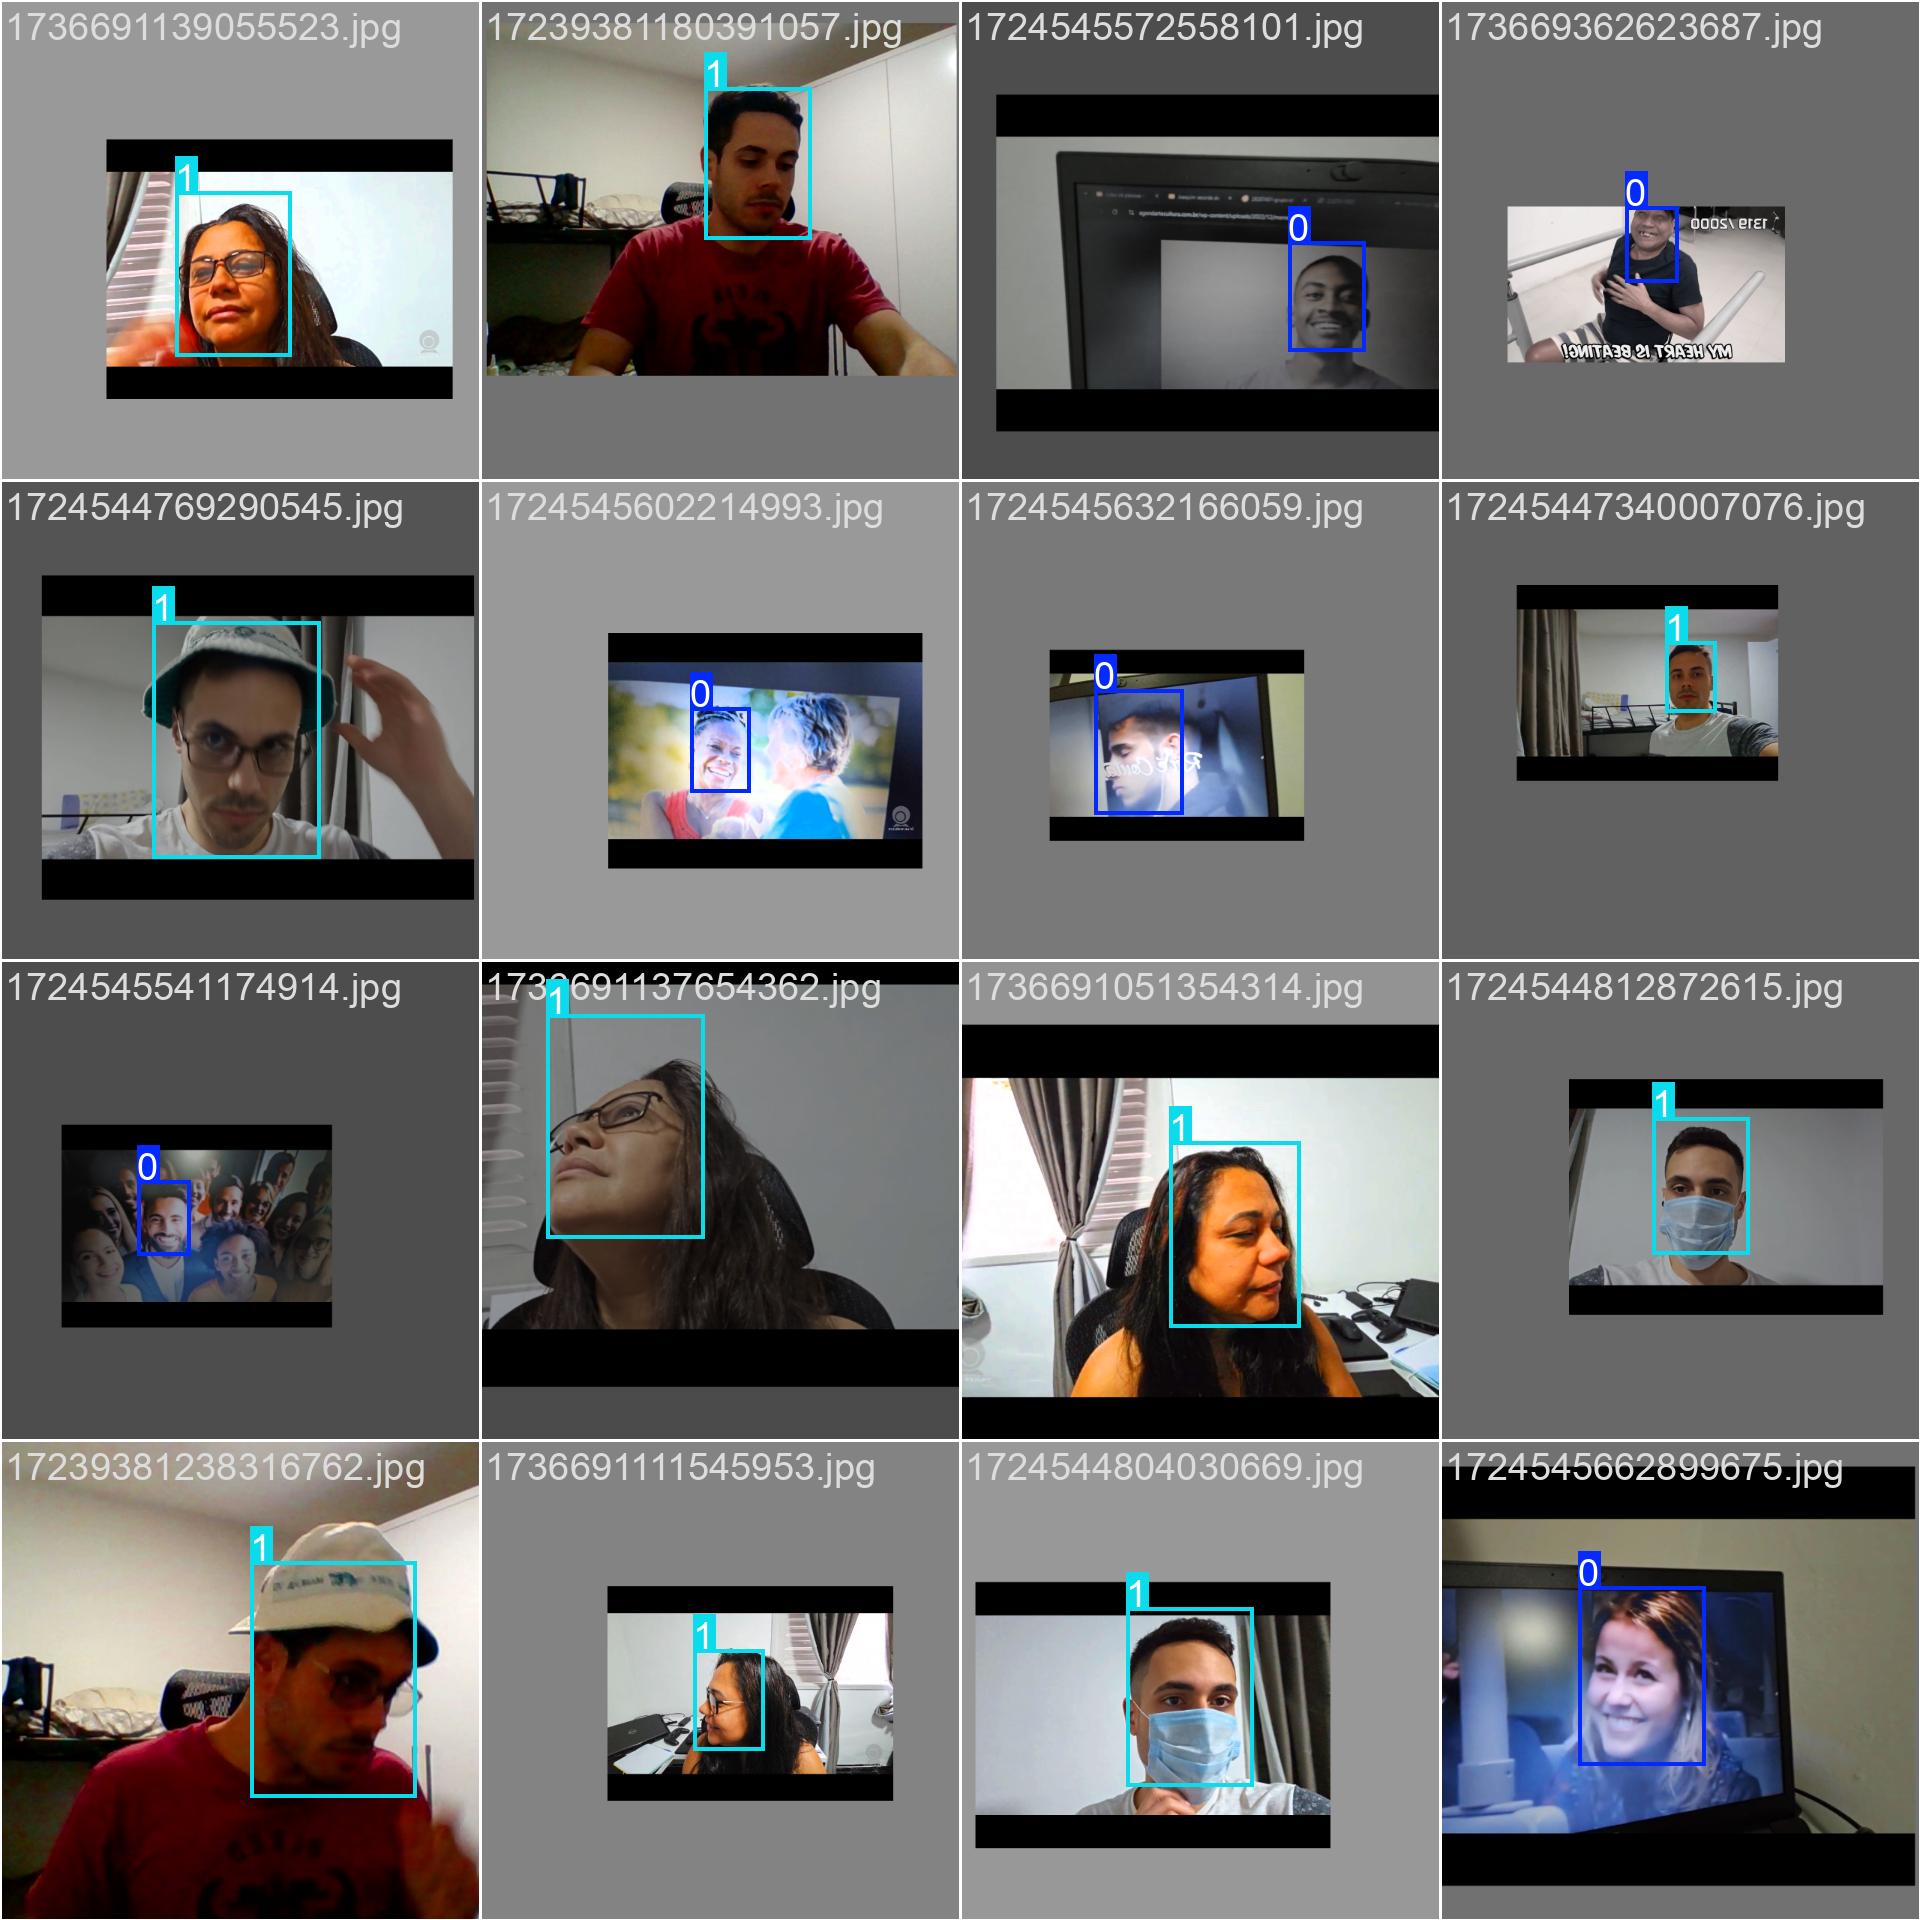 1736691139055523.jpg
17239381180391057.jpg
1724545572558101.jpg
173669362623687.jpg
1
1
0
0
1319/2000
MY HEART IS BEATING!
1724544769290545.jpg
1724545602214993.jpg
1724545632166059.jpg
17245447340007076.jpg
1
0
0
1
1724545541174914.jpg
1736691137654362.jpg
1736691051354314.jpg
1724544812872615.jpg
0
1
1
1
17239381238316762.jpg
1736691111545953.jpg
1724544804030669.jpg
1724545662899675.jpg
1
1
1
0